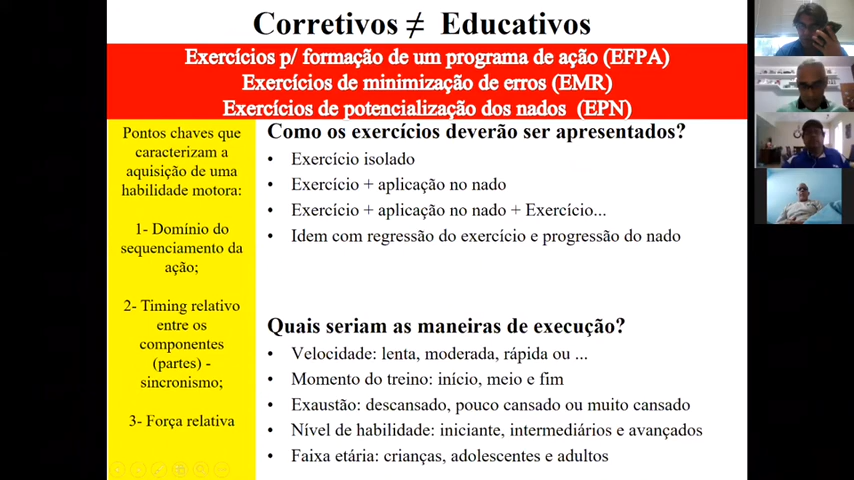 Corretivos ≠ Educativos
Exercícios p/ formação de um programa de ação (EFPA)
Exercícios de minimização de erros (EMR)
Exercícios de potencialização dos nados (EPN)
Pontos chaves que
caracterizam a
aquisição de uma
habilidade motora:
1- Domínio do
sequenciamento da
ação;
2- Timing relativo
entre os
componentes
(partes) -
sincronismo;
3- Força relativa
Como os exercícios deverão ser apresentados?
• Exercício isolado
• Exercício + aplicação no nado
• Exercício + aplicação no nado + Exercício...
• Idem com regressão do exercício e progressão do nado
Quais seriam as maneiras de execução?
• Velocidade: lenta, moderada, rápida ou ...
• Momento do treino: início, meio e fim
• Exaustão: descansado, pouco cansado ou muito cansado
• Nível de habilidade: iniciante, intermediários e avançados
• Faixa etária: crianças, adolescentes e adultos